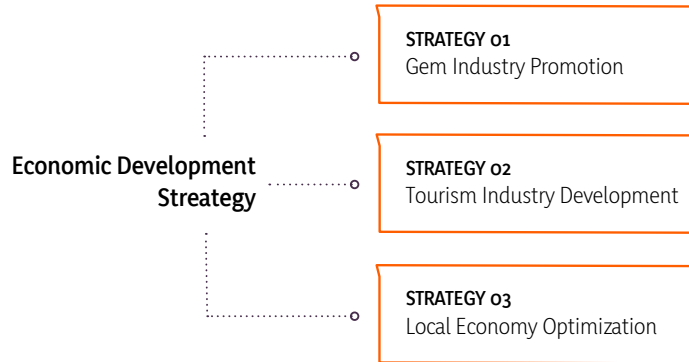 Economic Development
Streategy
STRATEGY 01
Gem Industry Promotion
STRATEGY 02
Tourism Industry Development
STRATEGY 03
Local Economy Optimization